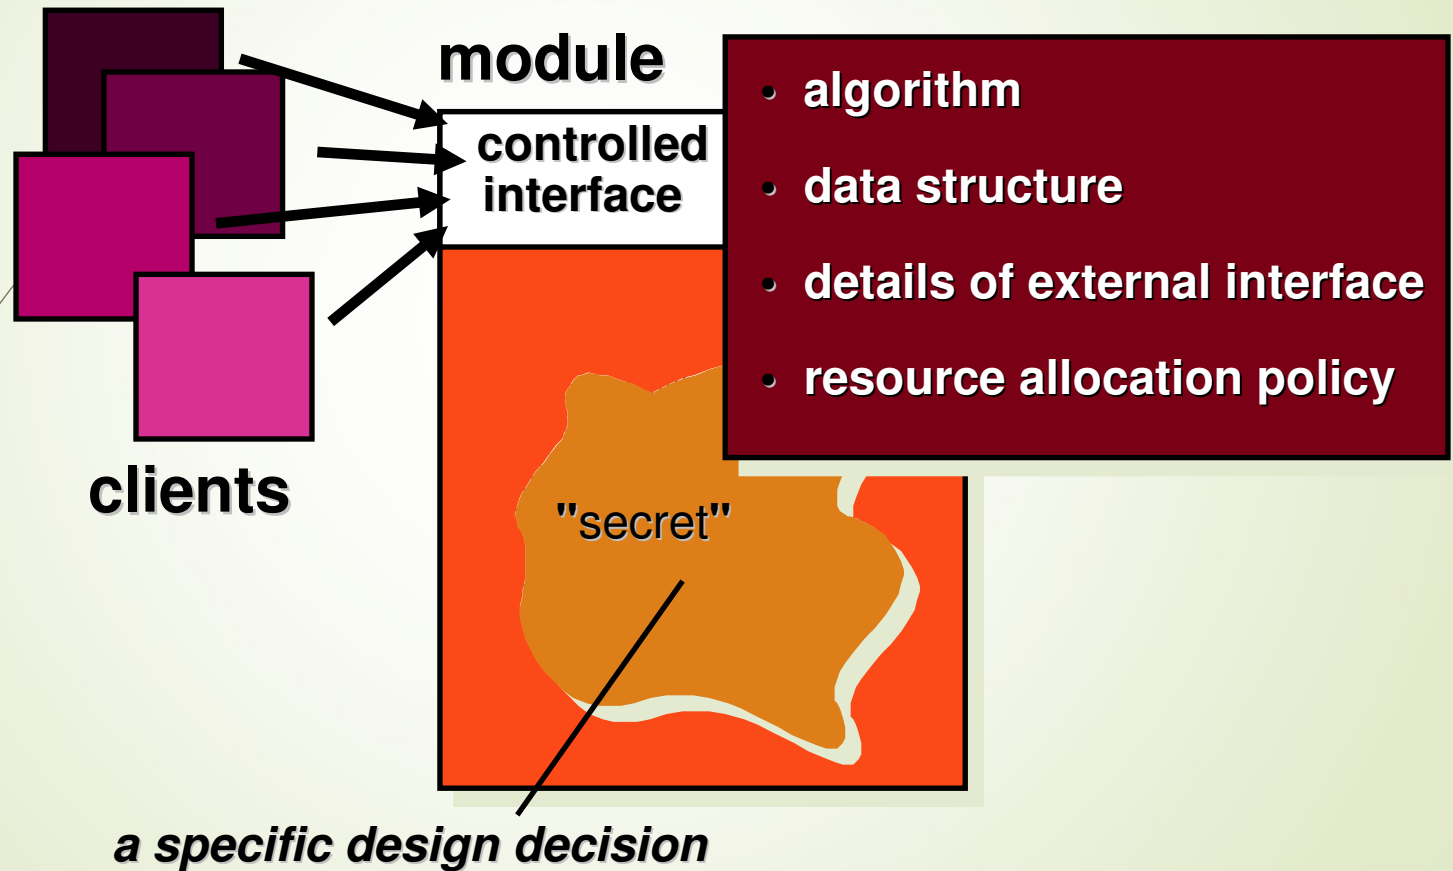 module
controlled
interface
• algorithm
• data structure
• details of external interface
• resource allocation policy
clients
"secret"
a specific design decision